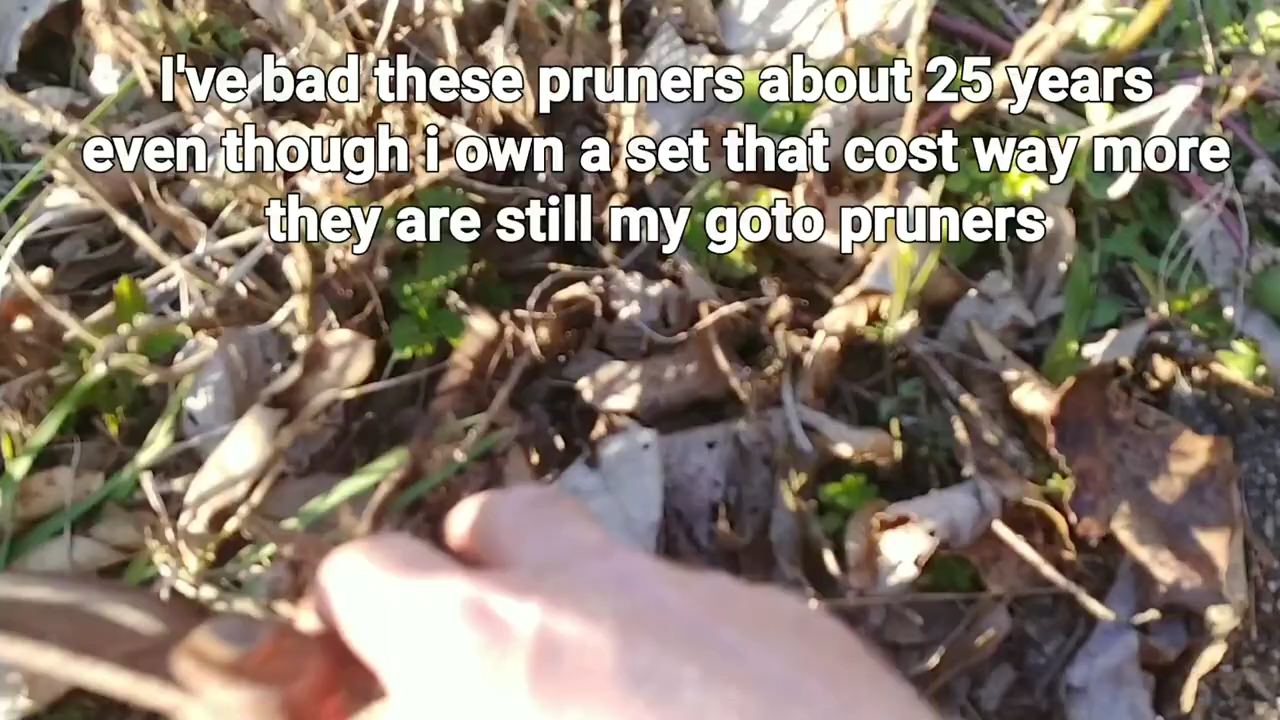 I've bad these pruners about 25 years
even though i own a set that cost way more
they are still my goto pruners